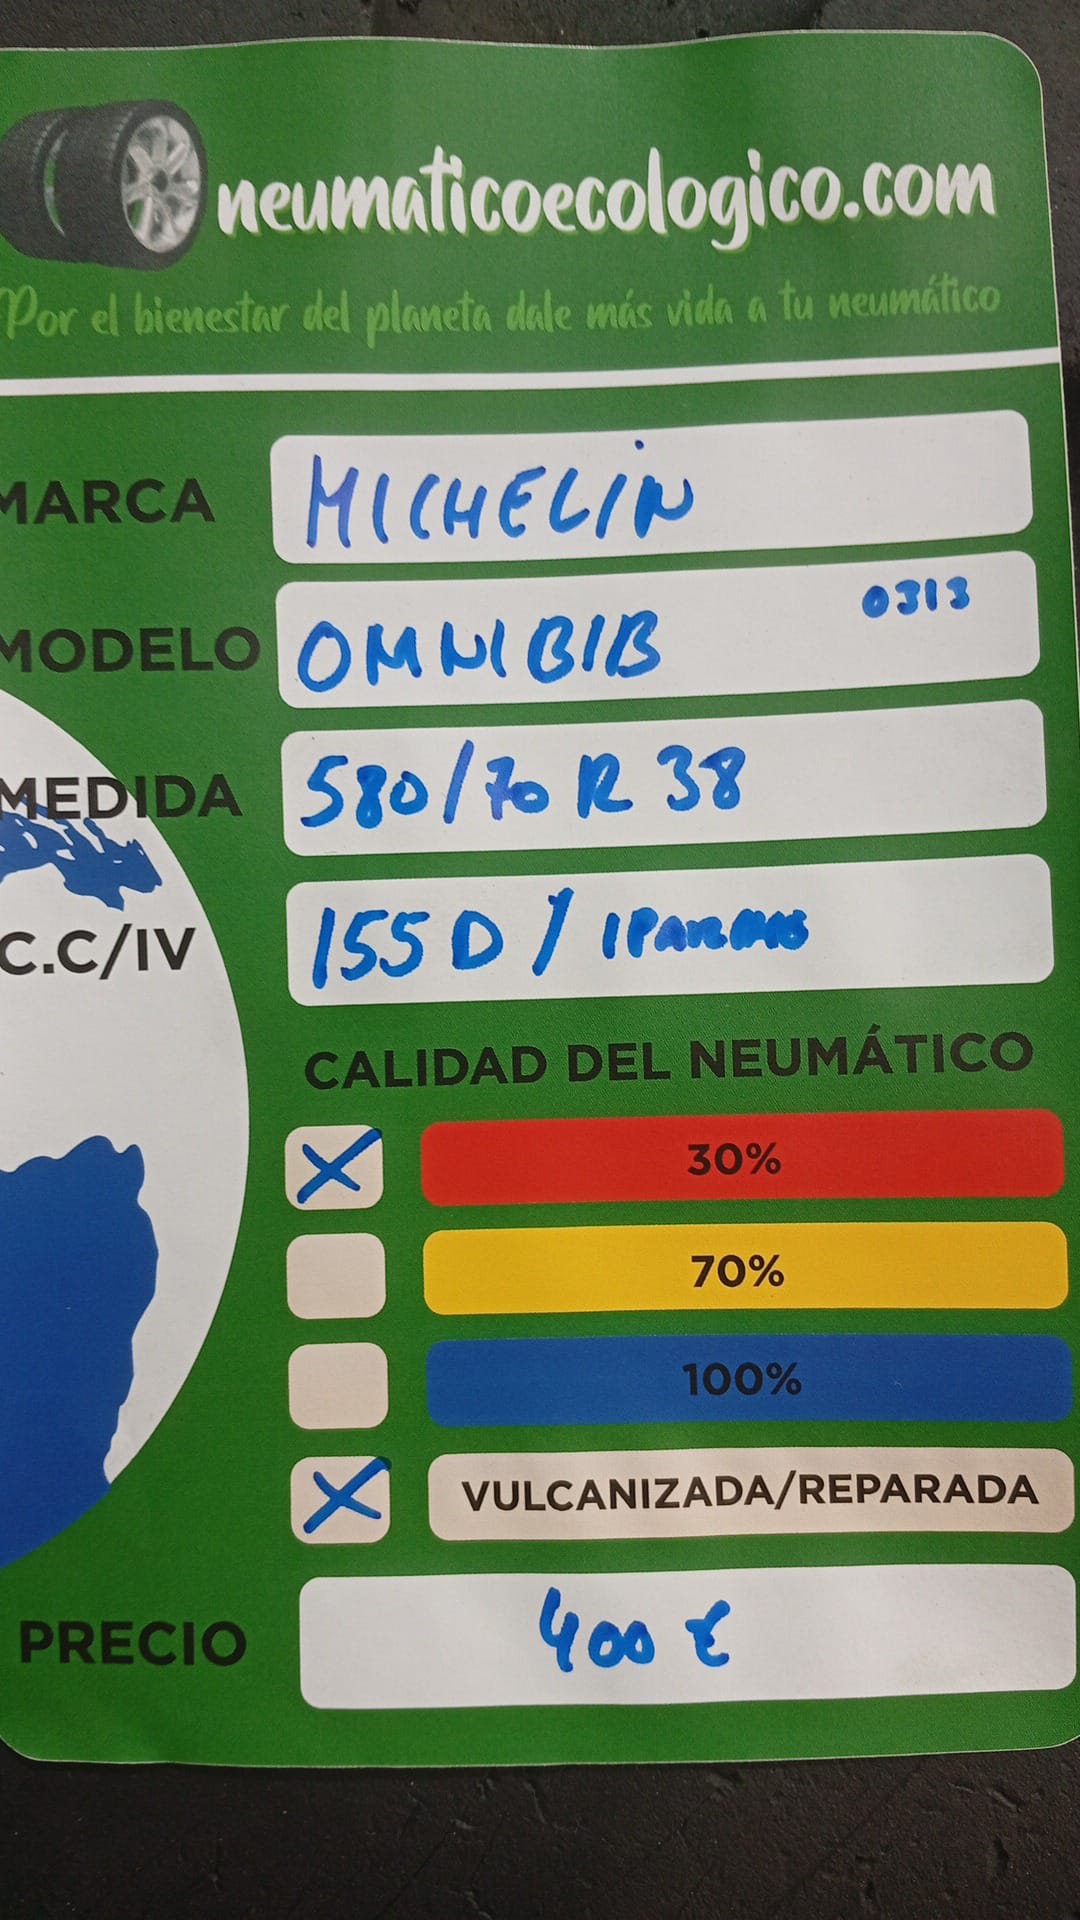 neumaticoecologico.com
Por el bienestar del planeta dale más vida a tu neumático
MARCA MICHELIN
MODELO OMNIBIB 0313
MEDIDA 580/70 R 38
C.C/IV 155 D /
CALIDAD DEL NEUMÁTICO
X 30%
70%
100%
X VULCANIZADA/REPARADA
PRECIO 400 €